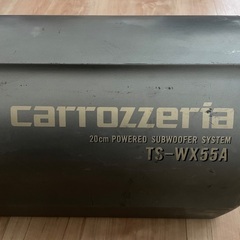 carrozzeria
20cm POWERED SUBWOOFER SYSTEM
TS-WX55A